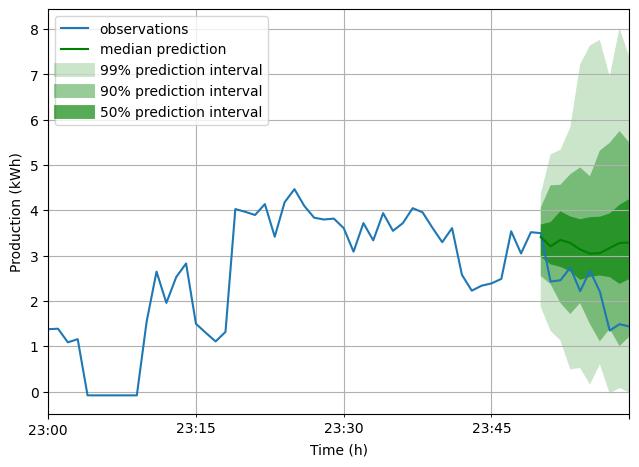 observations
median prediction
99% prediction interval
90% prediction interval
50% prediction interval
8
7
6
5
4
3
2
1
0
Production (kWh)
23:00
23:15
23:30
23:45
Time (h)